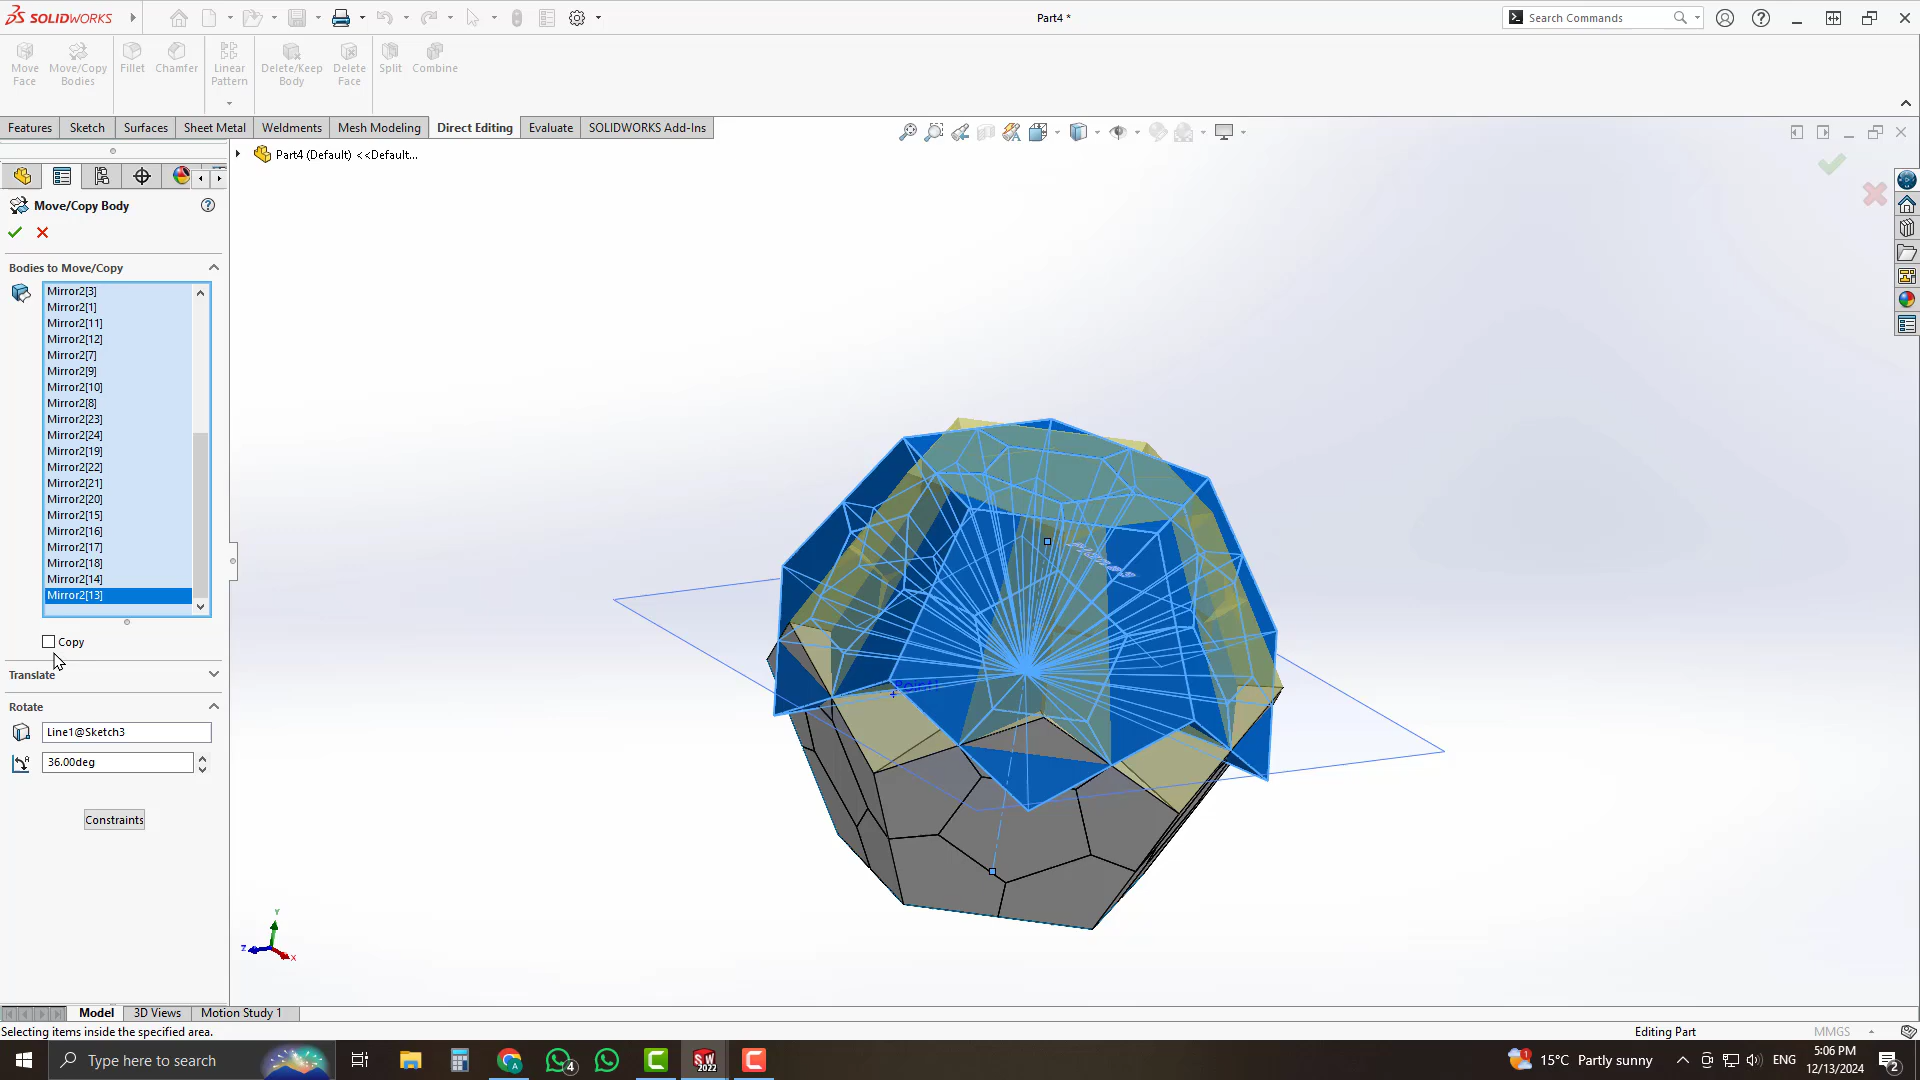 SOLIDWORKS
Part4 *
Search Commands
Move Face
Move/Copy Bodies
Fillet
Chamfer
Linear Pattern
Delete/Keep Body
Delete Face
Split
Combine
Features
Sketch
Surfaces
Sheet Metal
Weldments
Mesh Modeling
Direct Editing
Evaluate
SOLIDWORKS Add-Ins
Part4 (Default) <<Default...
Move/Copy Body
Bodies to Move/Copy
Mirror2[3]
Mirror2[1]
Mirror2[11]
Mirror2[12]
Mirror2[7]
Mirror2[9]
Mirror2[10]
Mirror2[8]
Mirror2[23]
Mirror2[24]
Mirror2[19]
Mirror2[22]
Mirror2[21]
Mirror2[20]
Mirror2[15]
Mirror2[16]
Mirror2[17]
Mirror2[18]
Mirror2[14]
Mirror2[13]
Copy
Translate
Rotate
Line1@Sketch3
36.00deg
Constraints
Y
Z
X
Model
3D Views
Motion Study 1
Selecting items inside the specified area.
Editing Part
MMGS
Type here to search
4
SW
2022
1
15°C Partly sunny
ENG
5:06 PM
12/13/2024
2